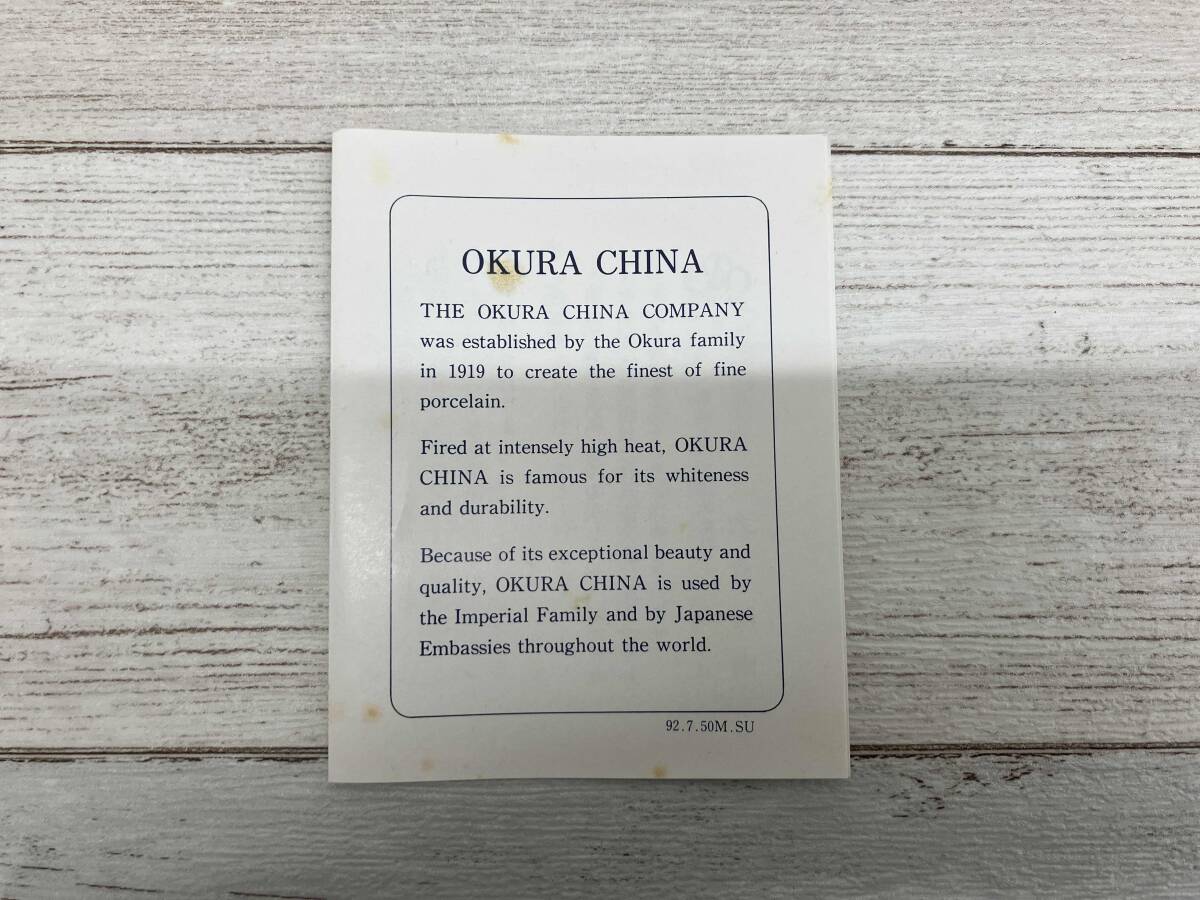 OKURA CHINA
THE OKURA CHINA COMPANY
was established by the Okura family
in 1919 to create the finest of fine
porcelain.
Fired at intensely high heat, OKURA
CHINA is famous for its whiteness
and durability.
Because of its exceptional beauty and
quality, OKURA CHINA is used by
the Imperial Family and by Japanese
Embassies throughout the world.
92.7.50M.SU